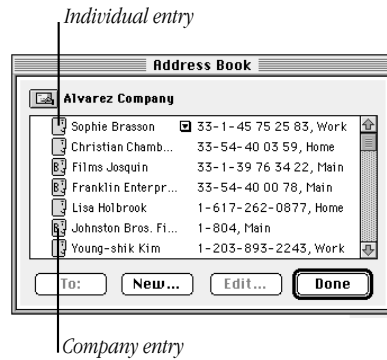 Individual entry
Address Book
Alvarez Company
Sophie Brasson 33-1-45 75 25 83, Work
Christian Chamb... 33-54-40 03 59, Home
B Films Josquin 33-1-39 76 34 22, Main
B Franklin Enterpr... 33-54-40 00 78, Main
Lisa Holbrook 1-617-262-0877, Home
B Johnston Bros. Fi... 1-804, Main
Young-shik Kim 1-203-893-2243, Work
To: New... Edit... Done
Company entry